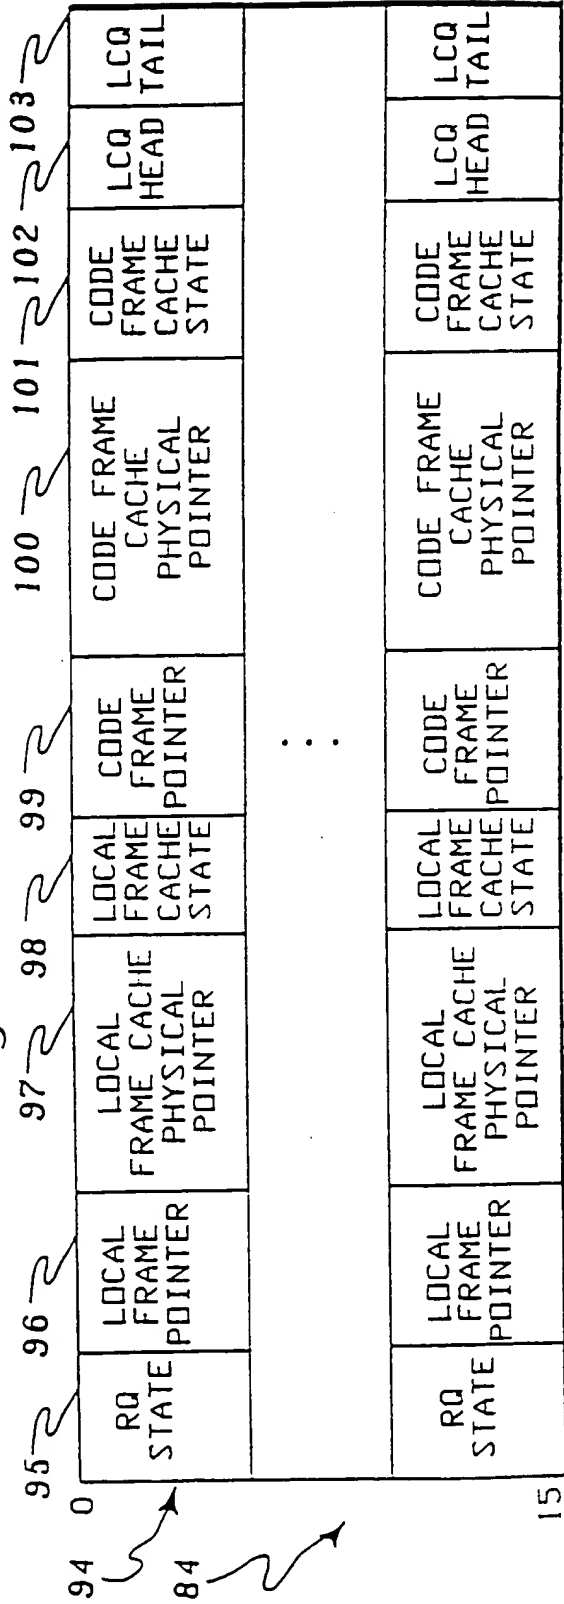 95 96 97 98 99 100 101 102 103
94
84
0
RQ
STATE
LOCAL
FRAME
POINTER
LOCAL
FRAME CACHE
PHYSICAL
POINTER
LOCAL
FRAME
CACHE
STATE
CODE
FRAME
POINTER
CODE FRAME
CACHE
PHYSICAL
POINTER
CODE
FRAME
CACHE
STATE
LCQ
HEAD
LCQ
TAIL
...
15
RQ
STATE
LOCAL
FRAME
POINTER
LOCAL
FRAME CACHE
PHYSICAL
POINTER
LOCAL
FRAME
CACHE
STATE
CODE
FRAME
POINTER
CODE FRAME
CACHE
PHYSICAL
POINTER
CODE
FRAME
CACHE
STATE
LCQ
HEAD
LCQ
TAIL